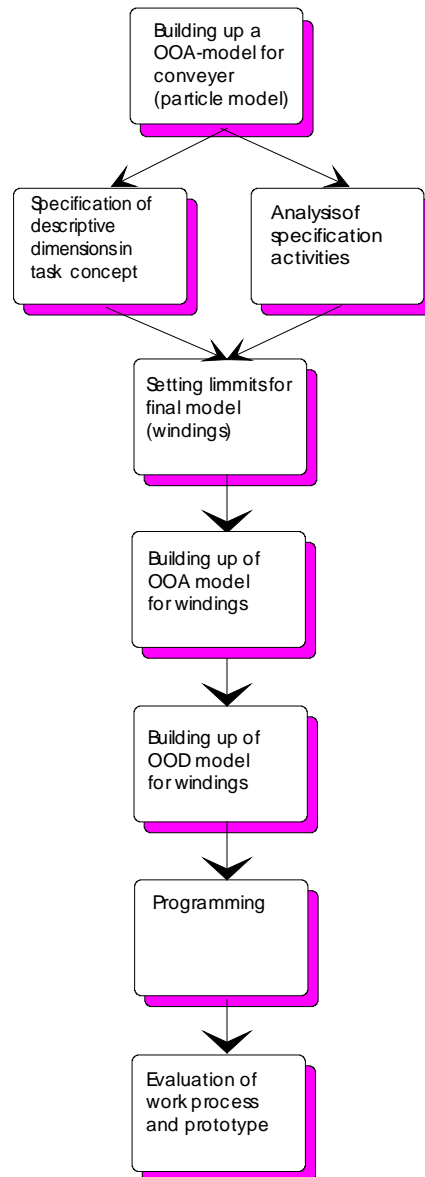 Building up a
OOA-model for
conveyer
(particle model)
Specification of
descriptive
dimensions in
task concept
Analysis of
specification
activities
Setting limmits for
final model
(windings)
Building up of
OOA model
for windings
Building up of
OOD model
for windings
Programming
Evaluation of
work process
and prototype